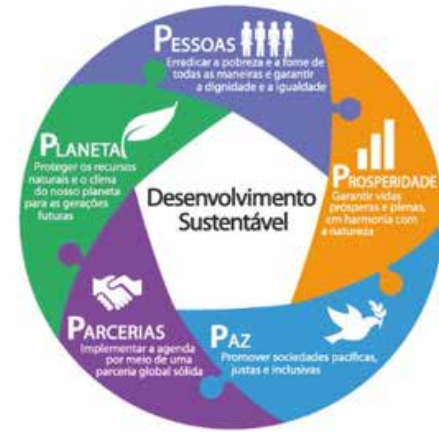 PESSOAS
Erradicar a pobreza e a fome de
todas as maneiras e garantir
a dignidade e a igualdade
PROSPERIDADE
Garantir vidas
prósperas e plenas,
em harmonia com
a natureza
PAZ
Promover sociedades pacíficas,
justas e inclusivas
PARCERIAS
Implementar a agenda
por meio de uma
parceria global sólida
PLANETA
Proteger os recursos
naturais e o clima
do nosso planeta
para as gerações
futuras
Desenvolvimento
Sustentável